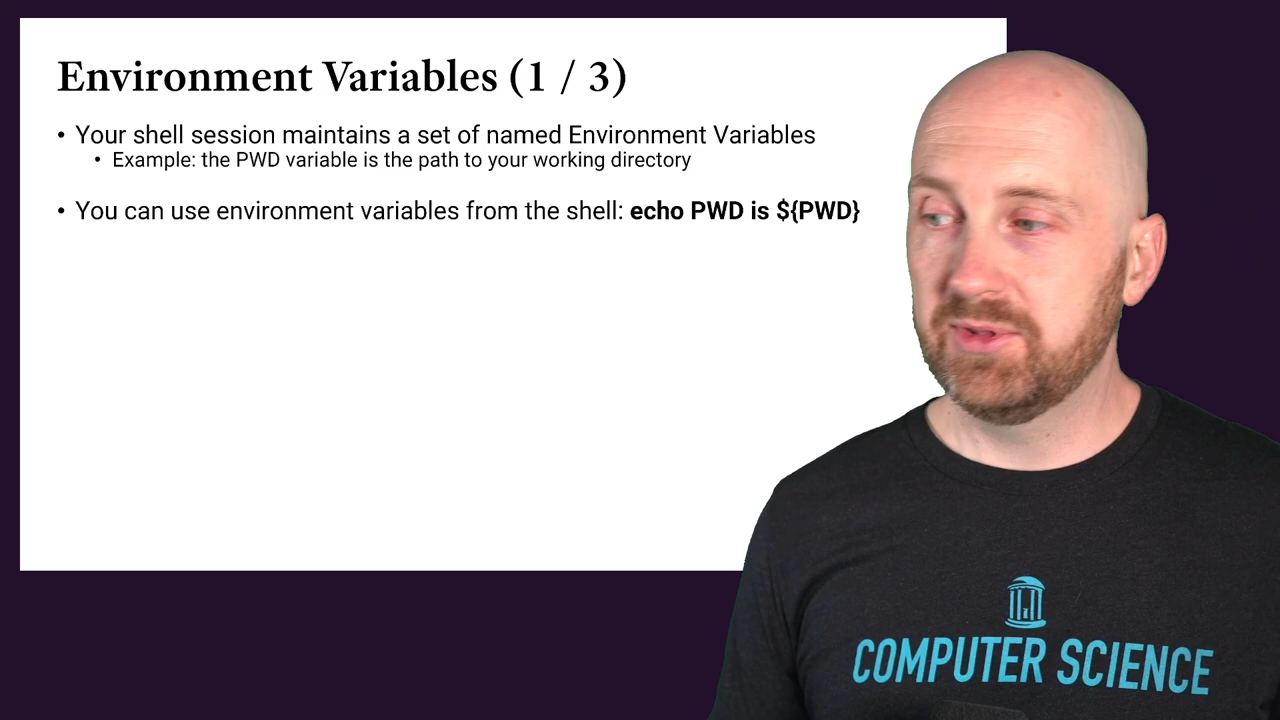 Environment Variables (1 / 3)
• Your shell session maintains a set of named Environment Variables
• Example: the PWD variable is the path to your working directory
• You can use environment variables from the shell: echo PWD is ${PWD}
COMPUTER SCIENCE